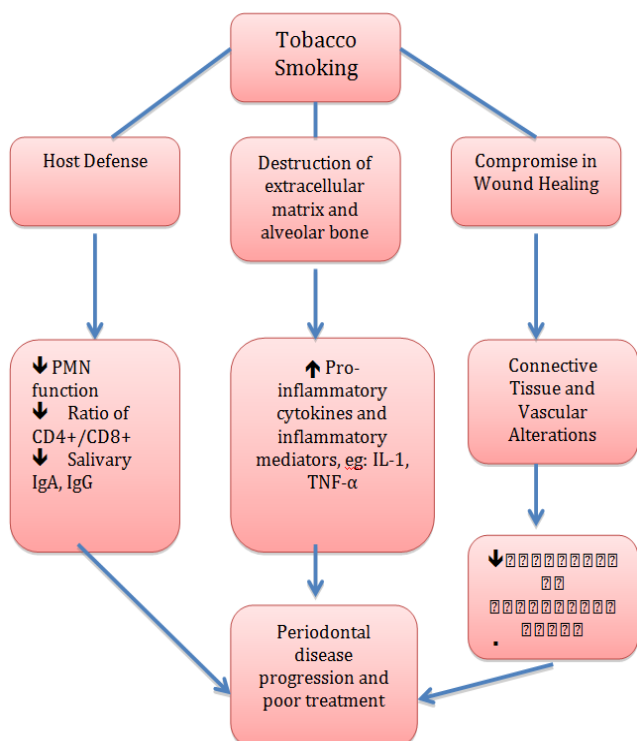 Tobacco
Smoking
Host Defense
Destruction of
extracellular
matrix and
alveolar bone
Compromise in
Wound Healing
🡇 PMN
function
🡇 Ratio of
CD4+/CD8+
🡇 Salivary
IgA, IgG
🡅 Pro-
inflammatory
cytokines and
inflammatory
mediators, eg: IL-1,
TNF-α
Connective
Tissue and
Vascular
Alterations
Periodontal
disease
progression and
poor treatment